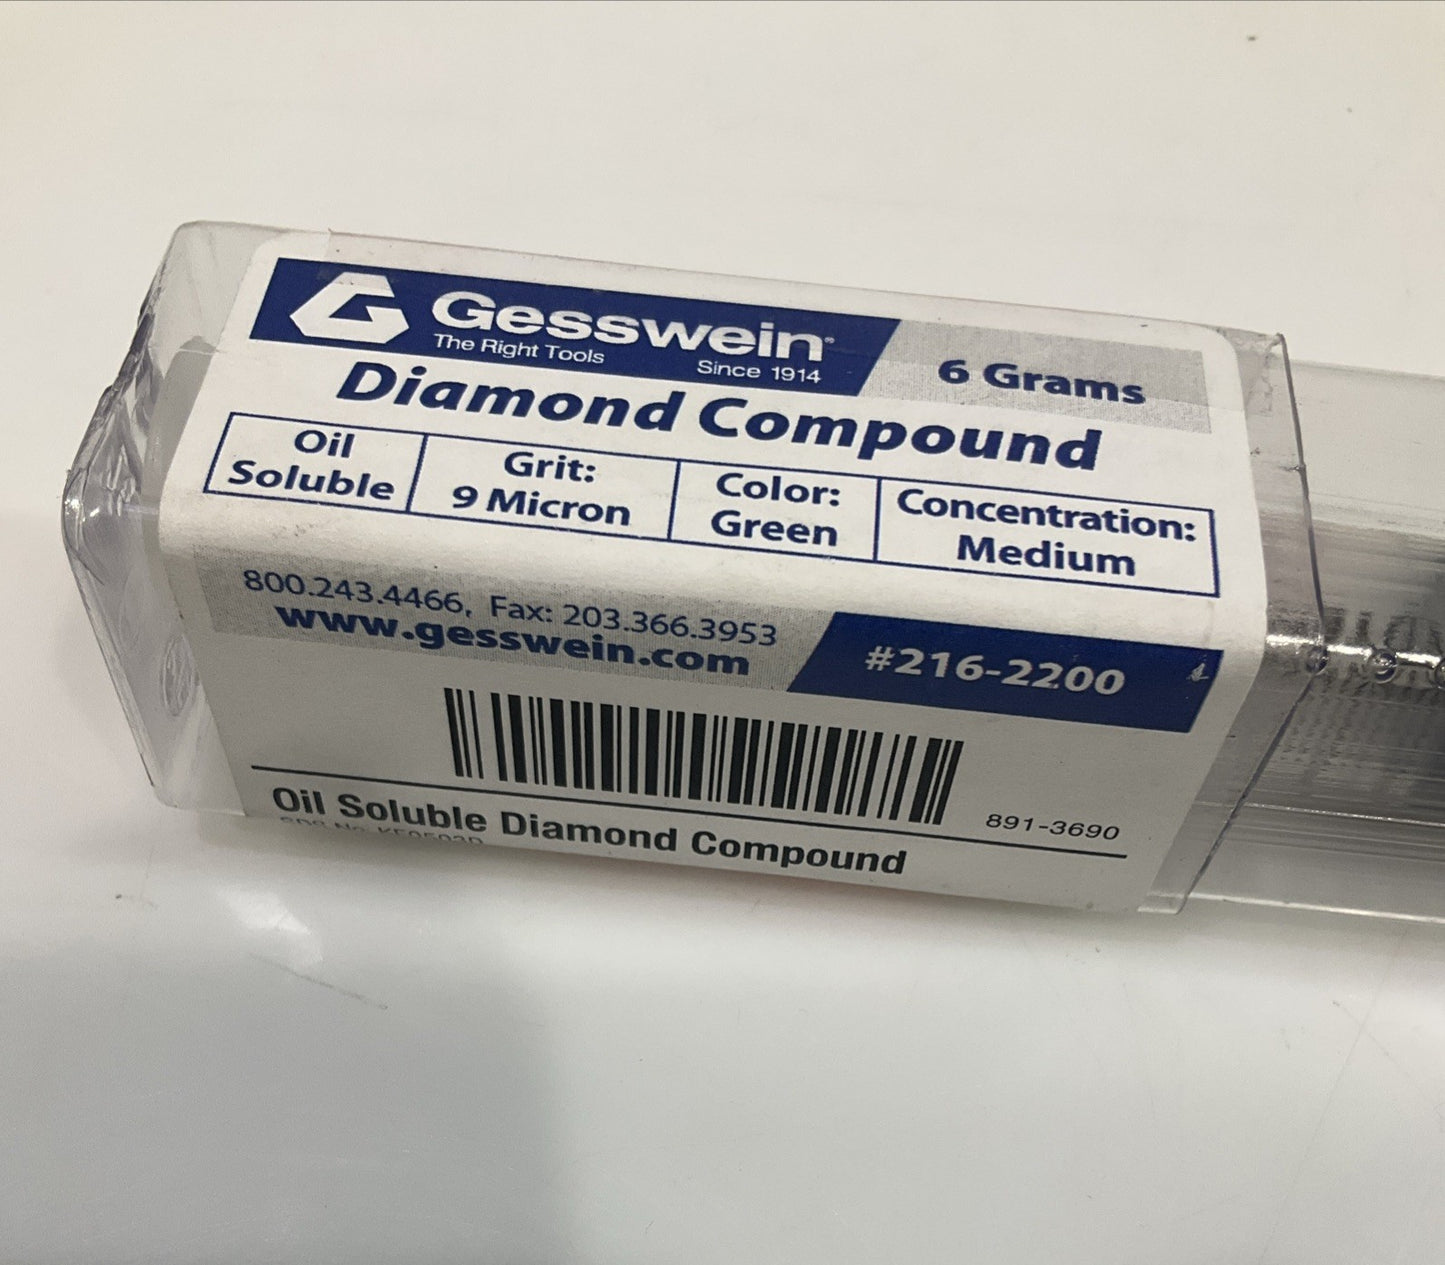 Gesswein®
The Right Tools
Since 1914
6 Grams
Diamond Compound
Oil
Soluble
Grit:
9 Micron
Color:
Green
Concentration:
Medium
800.243.4466, Fax: 203.366.3953
www.gesswein.com
#216-2200
891-3690
Oil Soluble Diamond Compound